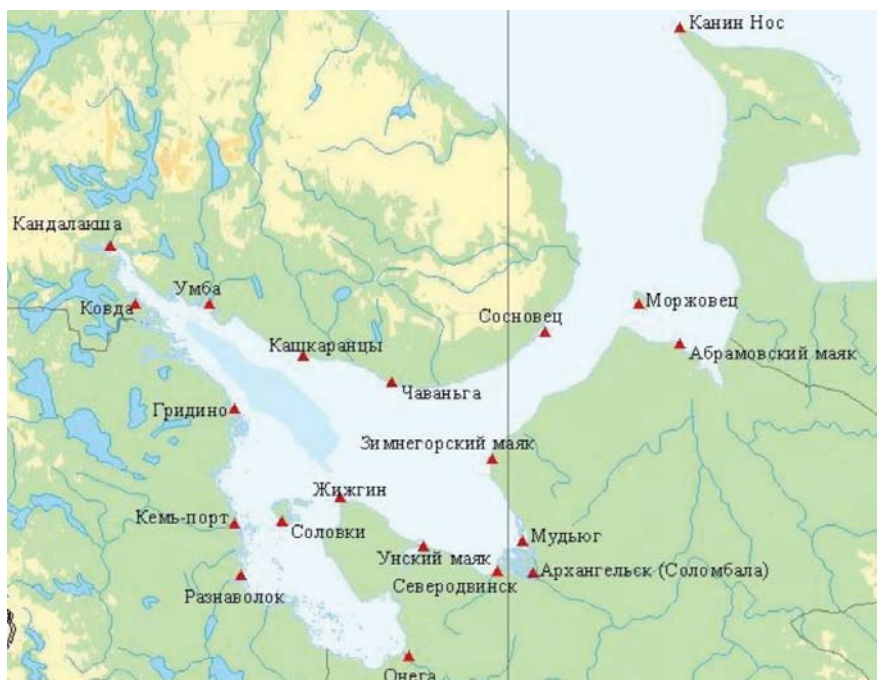 Канин Нос
Кандалакша
Умба
Ковда
Моржовец
Сосновец
Кашкаранцы
Абрамовский маяк
Чаваньга
Гридино
Зимнегорский маяк
Жижгин
Кемь-порт
Соловки
Мудьюг
Унский маяк
Архангельск (Соломбала)
Северодвинск
Разнаволок
Онега